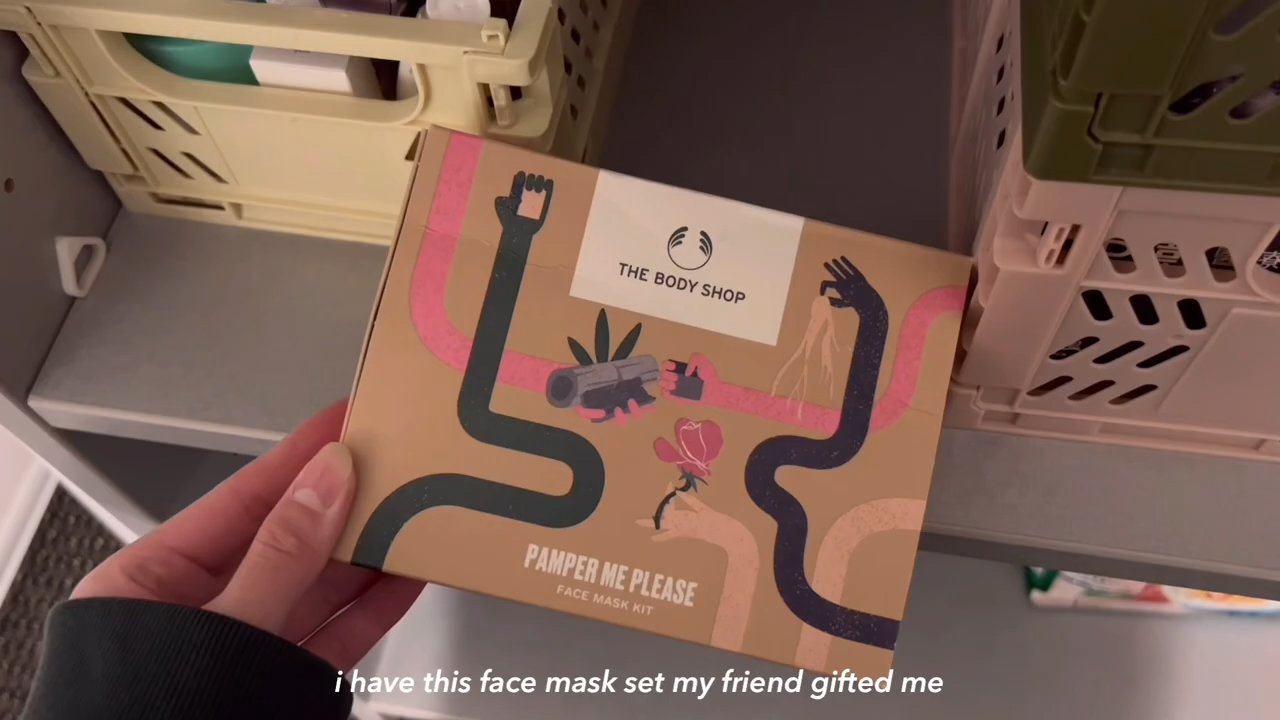 THE BODY SHOP
PAMPER ME PLEASE
FACE MASK KIT
i have this face mask set my friend gifted me